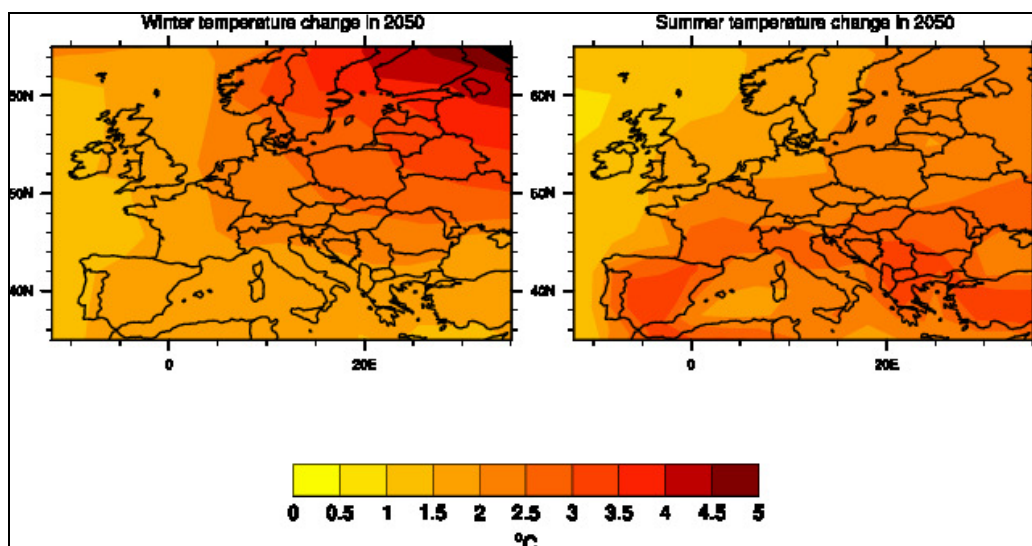 Winter temperature change in 2050
Summer temperature change in 2050
60N
50N
40N
0
20E
60N
50N
40N
0
20E
0 0.5 1 1.5 2 2.5 3 3.5 4 4.5 5
°C